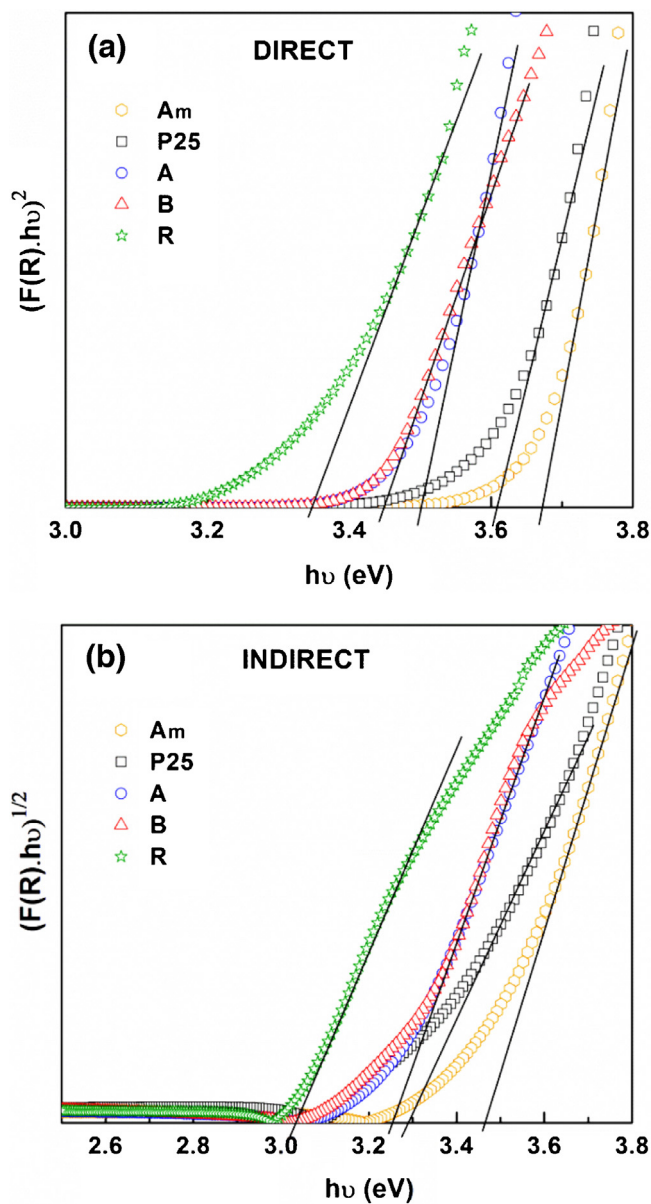 (a) DIRECT
Am
P25
A
B
R
(F(R).hυ)²
3.0 3.2 3.4 3.6 3.8
hυ (eV)
(b) INDIRECT
Am
P25
A
B
R
(F(R).hυ)^1/2
2.6 2.8 3.0 3.2 3.4 3.6 3.8
hυ (eV)